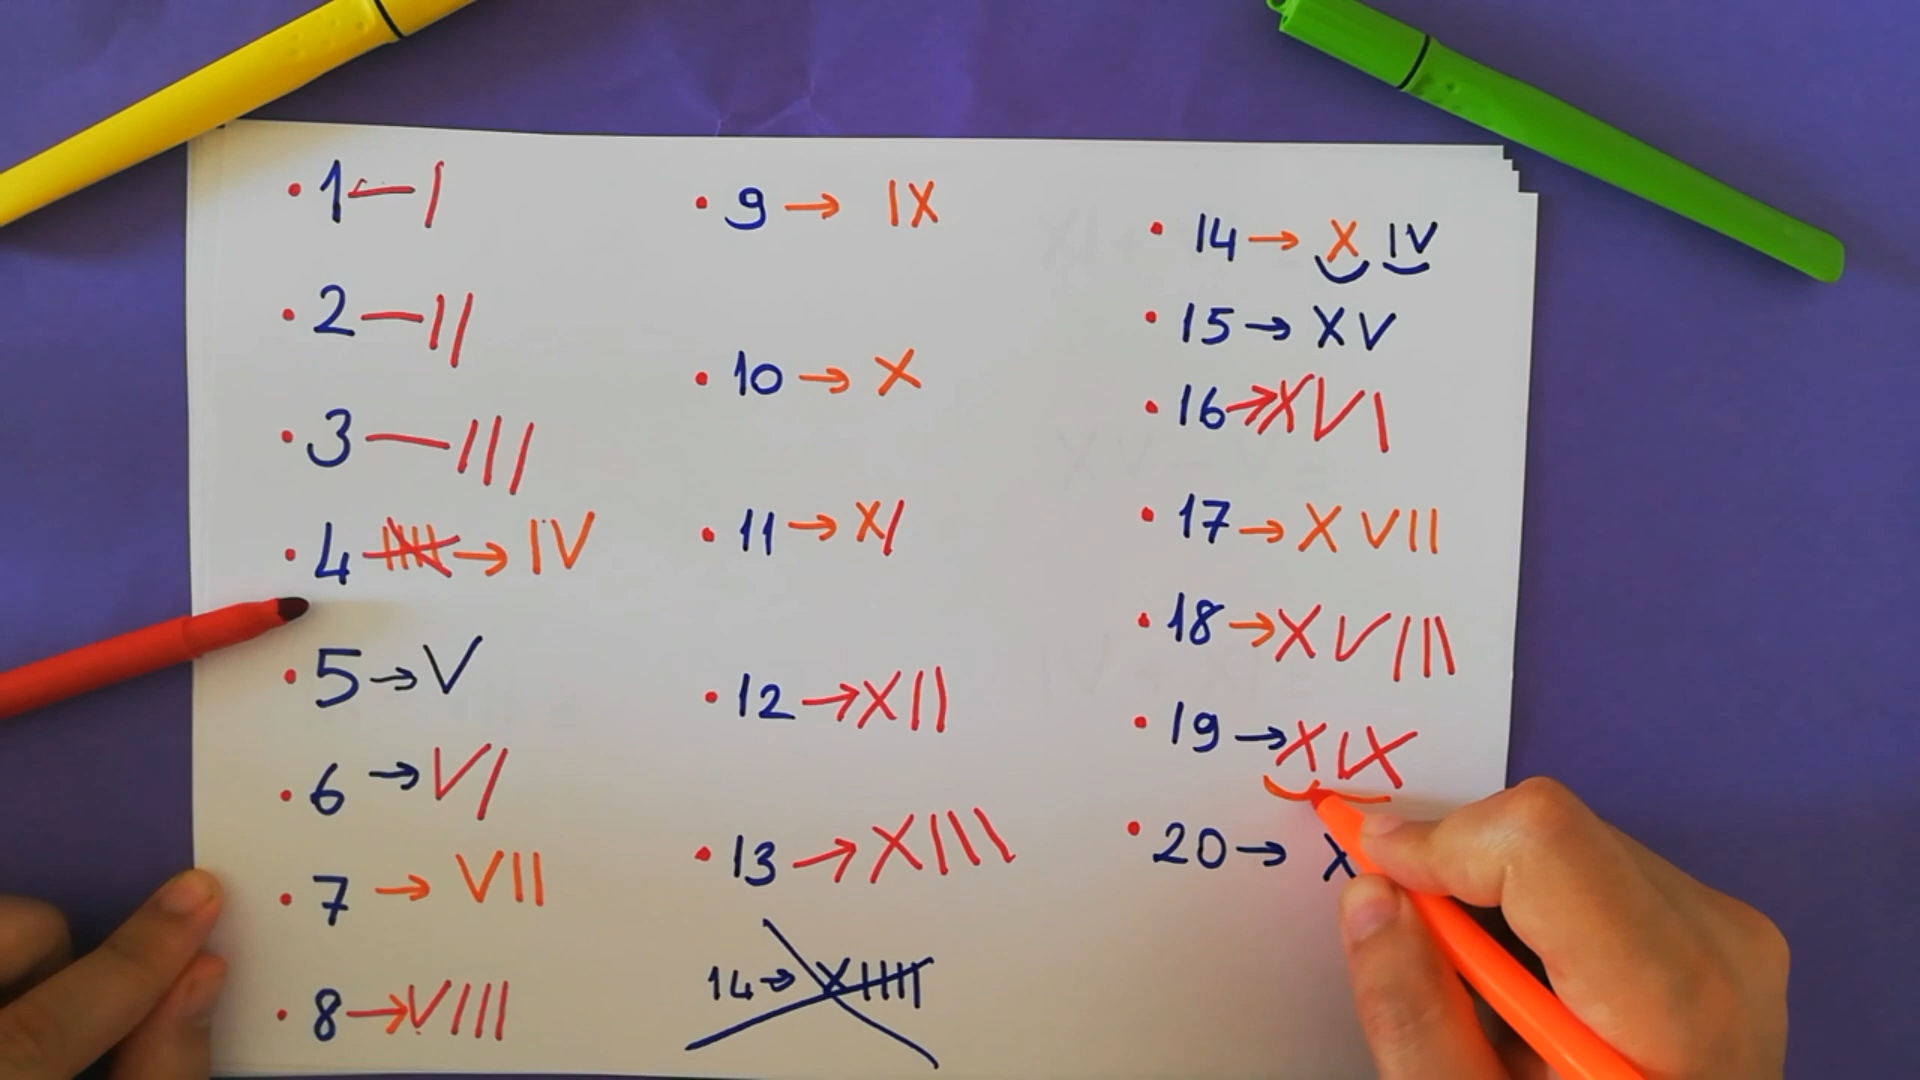 • 1 — I
• 2 — II
• 3 — III
• 4 IIII → IV
• 5 → V
• 6 → VI
• 7 → VII
• 8 → VIII
• 9 → IX
• 10 → X
• 11 → XI
• 12 → XII
• 13 → XIII
14 → XIIII
• 14 → X IV
• 15 → XV
• 16 → XVI
• 17 → XVII
• 18 → XVIII
• 19 → XIX
• 20 → X